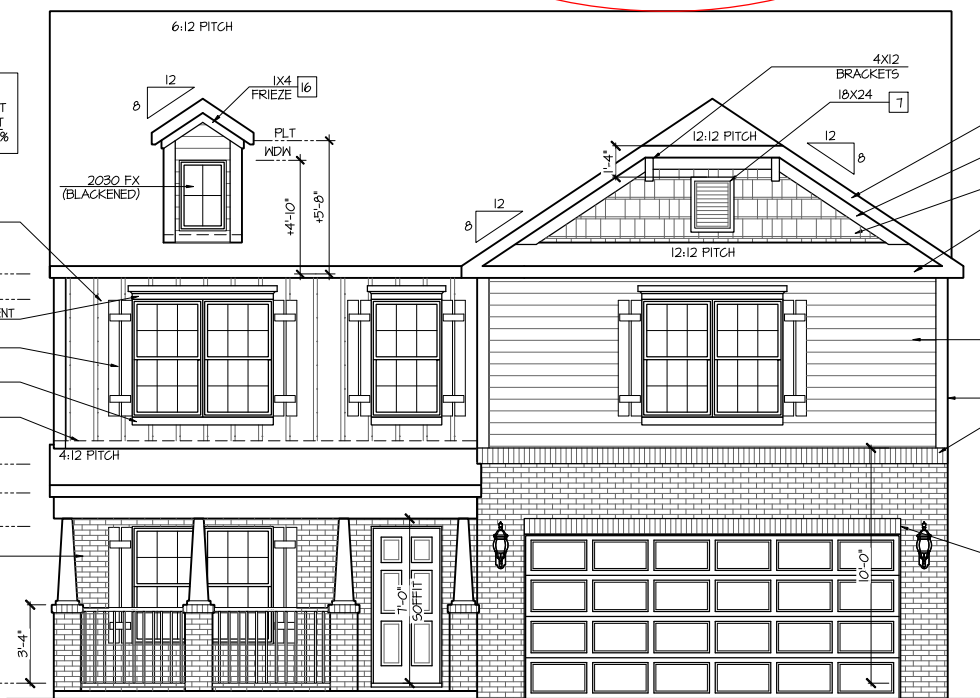 6:12 PITCH
12
8
1X4
FRIEZE
16
4X12
BRACKETS
18X24
7
T
T
%
PLT
WDW
12:12 PITCH
12
8
1'-4"
2030 FX
(BLACKENED)
+4'-10"
+5'-8"
12
8
12:12 PITCH
ENT
4:12 PITCH
10'-0"
7'-0"
SOFFIT
3'-4"